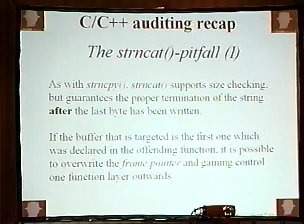 C/C++ auditing recap
The strncat()-pitfall (I)
As with strncpy(), strncat() supports size checking,
but guarantees the proper termination of the string
after the last byte has been written.
If the buffer that is targeted is the first one which
was declared in the offending function, it is possible
to overwrite the frame pointer and gaining control
one function layer outwards